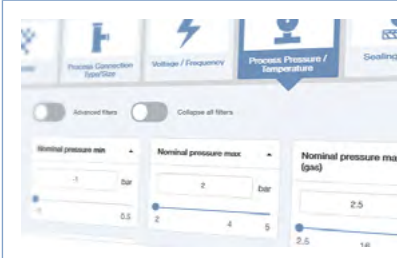 Process Connection
Type/Size
Voltage / Frequency
Process Pressure /
Temperature
Sealing
Advanced filters
Collapse all filters
Nominal pressure min
-1
bar
-1
0.5
Nominal pressure max
2
bar
2
4
5
Nominal pressure ma
(gas)
2.5
2.5
16